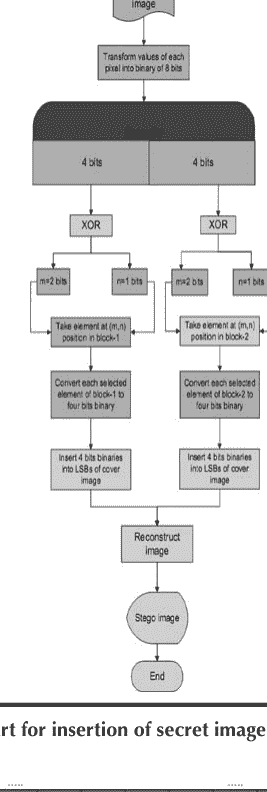 image
Transform values of each
pixel into binary of 8 bits
4 bits
4 bits
XOR
XOR
m=2 bits
n=1 bits
m=2 bits
n=1 bits
Take element at (m,n)
position in block-1
Take element at (m,n)
position in block-2
Convert each selected
element of block-1 to
four bits binary
Convert each selected
element of block-2 to
four bits binary
Insert 4 bits binaries
into LSBs of cover
image
Insert 4 bits binaries
into LSBs of cover
image
Reconstruct
image
Stego image
End
rt for insertion of secret image
.....
.....